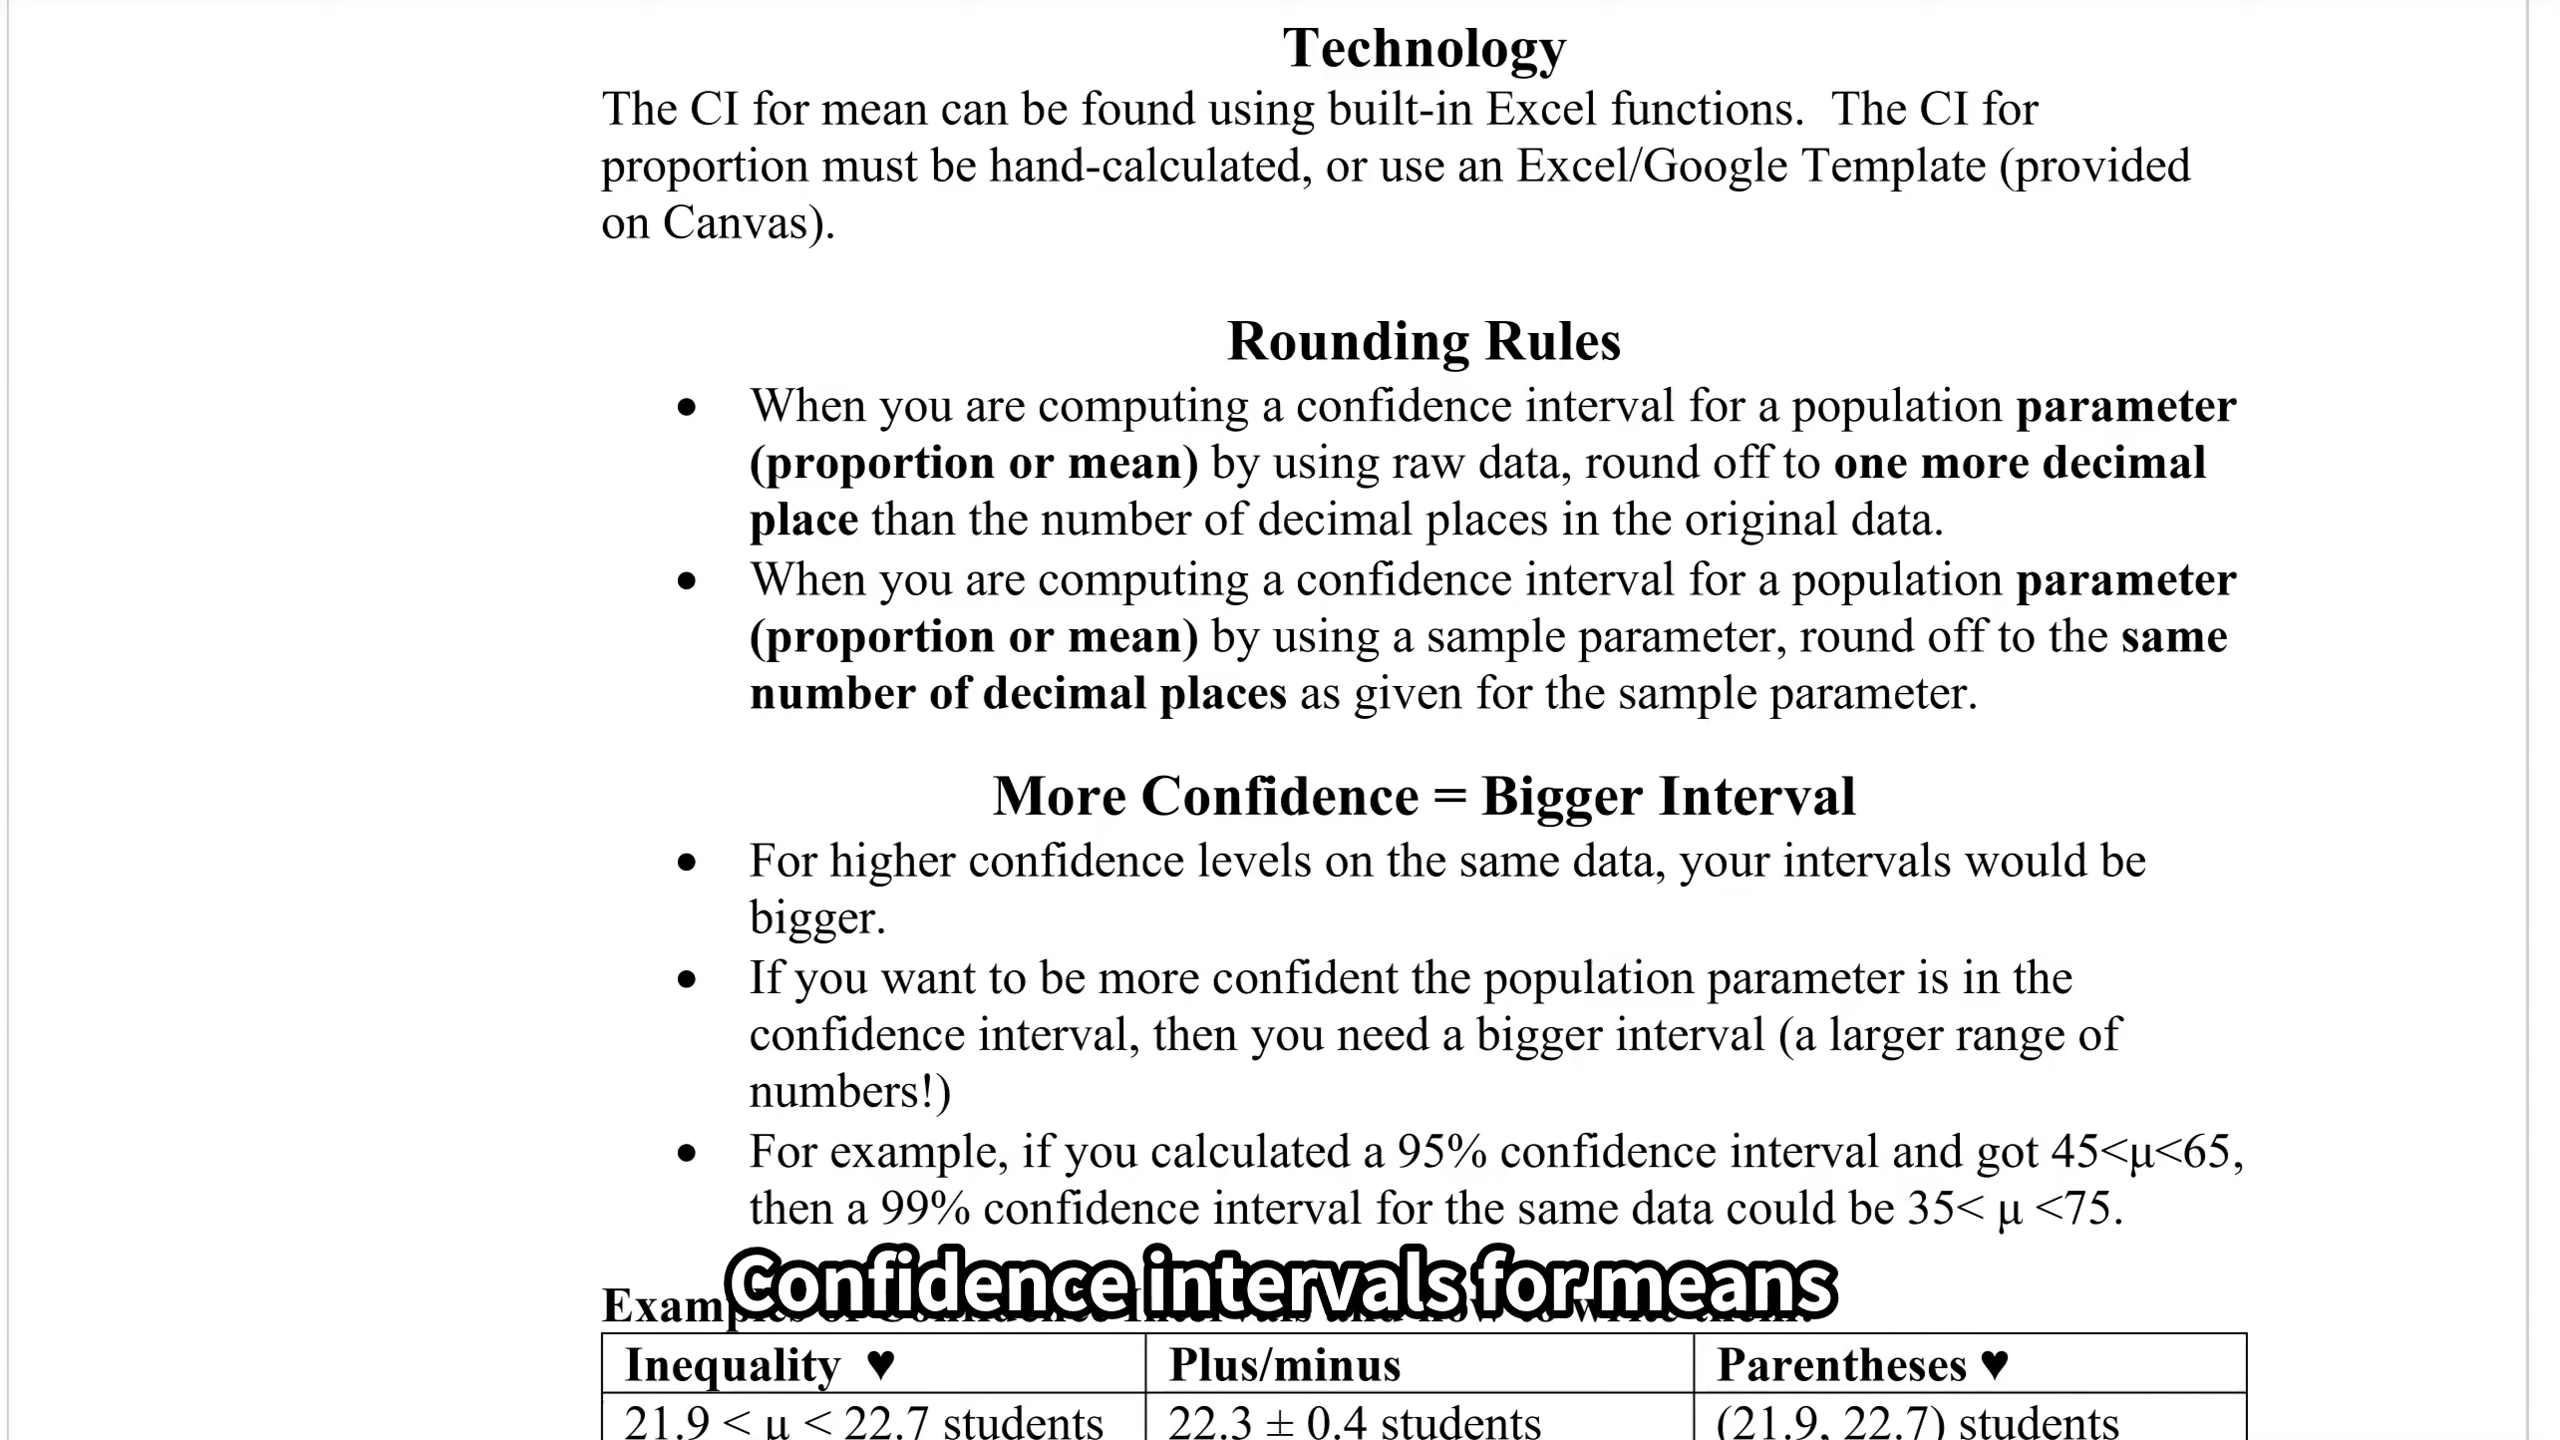 Technology
The CI for mean can be found using built-in Excel functions.  The CI for
proportion must be hand-calculated, or use an Excel/Google Template (provided
on Canvas).
Rounding Rules
• When you are computing a confidence interval for a population parameter
(proportion or mean) by using raw data, round off to one more decimal
place than the number of decimal places in the original data.
• When you are computing a confidence interval for a population parameter
(proportion or mean) by using a sample parameter, round off to the same
number of decimal places as given for the sample parameter.
More Confidence = Bigger Interval
• For higher confidence levels on the same data, your intervals would be
bigger.
• If you want to be more confident the population parameter is in the
confidence interval, then you need a bigger interval (a larger range of
numbers!)
• For example, if you calculated a 95% confidence interval and got 45<μ<65,
then a 99% confidence interval for the same data could be 35< μ <75.
Confidence intervals for means
Inequality ♥ Plus/minus Parentheses ♥
21.9 < μ < 22.7 students 22.3 ± 0.4 students (21.9, 22.7) students